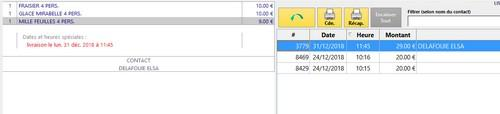 1 FRAISIER 4 PERS. 10.00 €
1 GLACE MIRABELLE 4 PERS. 10.00 €
1 MILLE FEUILLES 4 PERS. 9.00 €
Dates et heures spéciales :
livraison le lun. 31 déc. 2018 à 11:45
CONTACT
DELAFOUIE ELSA
Cde.
Récap.
Encaisser
Tout
Filtrer (selon nom du contact)
# Date Heure Montant
3779 31/12/2018 11:45 29.00 € DELAFOUIE ELSA
8469 24/12/2018 10:16 20.00 €
8429 24/12/2018 10:15 20.00 €